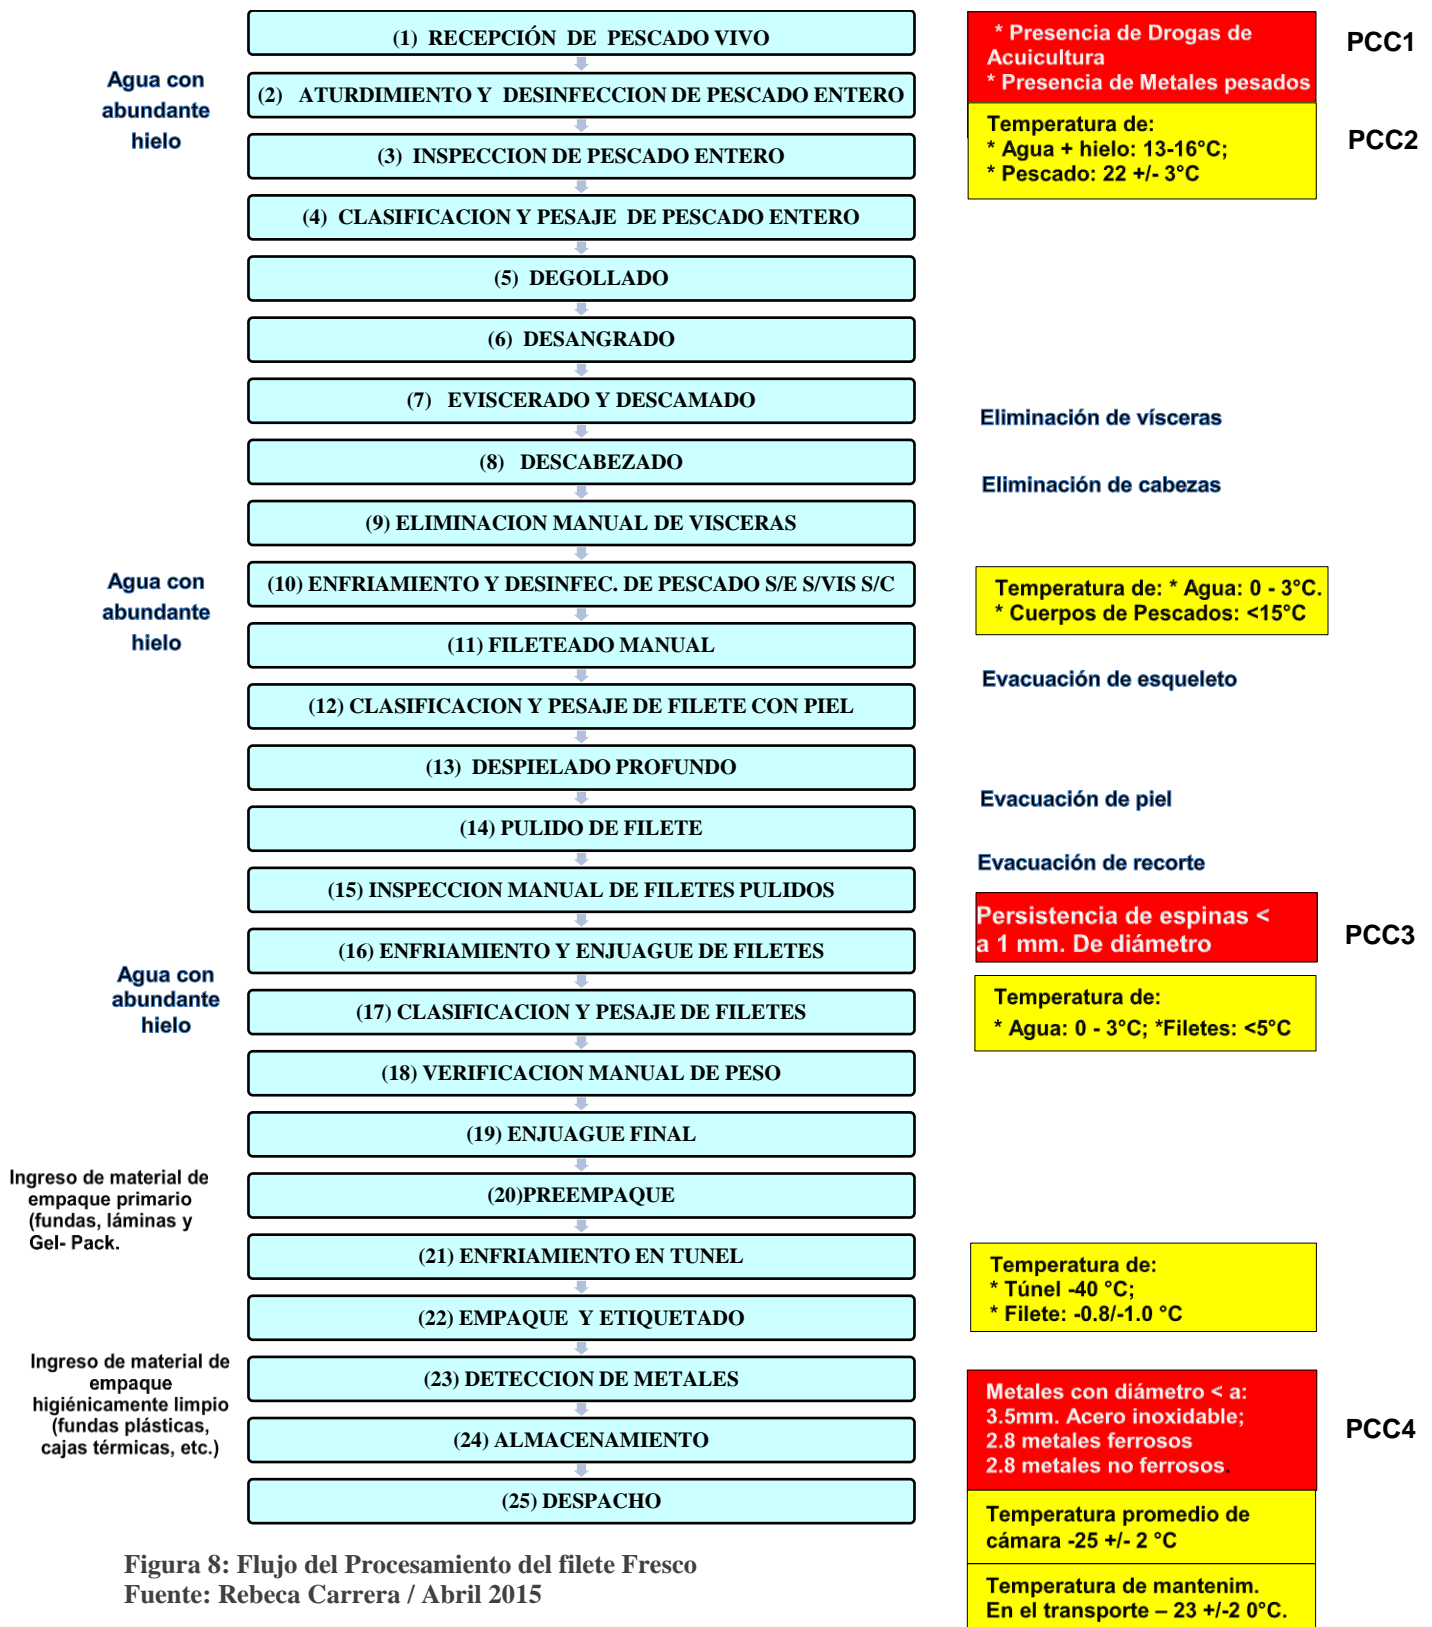 (1) RECEPCIÓN DE PESCADO VIVO
* Presencia de Drogas de
Acuicultura
* Presencia de Metales pesados
PCC1
Agua con
abundante
hielo
(2) ATURDIMIENTO Y DESINFECCION DE PESCADO ENTERO
Temperatura de:
* Agua + hielo: 13-16°C;
* Pescado: 22 +/- 3°C
PCC2
(3) INSPECCION DE PESCADO ENTERO
(4) CLASIFICACION Y PESAJE DE PESCADO ENTERO
(5) DEGOLLADO
(6) DESANGRADO
(7) EVISCERADO Y DESCAMADO
Eliminación de vísceras
(8) DESCABEZADO
Eliminación de cabezas
(9) ELIMINACION MANUAL DE VISCERAS
Agua con
abundante
hielo
(10) ENFRIAMIENTO Y DESINFEC. DE PESCADO S/E S/VIS S/C
Temperatura de: * Agua: 0 - 3°C.
* Cuerpos de Pescados: <15°C
(11) FILETEADO MANUAL
Evacuación de esqueleto
(12) CLASIFICACION Y PESAJE DE FILETE CON PIEL
(13) DESPIELADO PROFUNDO
Evacuación de piel
(14) PULIDO DE FILETE
Evacuación de recorte
(15) INSPECCION MANUAL DE FILETES PULIDOS
Persistencia de espinas <
a 1 mm. De diámetro
PCC3
(16) ENFRIAMIENTO Y ENJUAGUE DE FILETES
Agua con
abundante
hielo
Temperatura de:
* Agua: 0 - 3°C; *Filetes: <5°C
(17) CLASIFICACION Y PESAJE DE FILETES
(18) VERIFICACION MANUAL DE PESO
(19) ENJUAGUE FINAL
Ingreso de material de
empaque primario
(fundas, láminas y
Gel- Pack.
(20)PREEMPAQUE
(21) ENFRIAMIENTO EN TUNEL
Temperatura de:
* Túnel -40 °C;
* Filete: -0.8/-1.0 °C
(22) EMPAQUE Y ETIQUETADO
Ingreso de material de
empaque
higiénicamente limpio
(fundas plásticas,
cajas térmicas, etc.)
(23) DETECCION DE METALES
Metales con diámetro < a:
3.5mm. Acero inoxidable;
2.8 metales ferrosos
2.8 metales no ferrosos.
PCC4
(24) ALMACENAMIENTO
(25) DESPACHO
Temperatura promedio de
cámara -25 +/- 2 °C
Temperatura de mantenim.
En el transporte – 23 +/-2 0°C.
Figura 8: Flujo del Procesamiento del filete Fresco
Fuente: Rebeca Carrera / Abril 2015